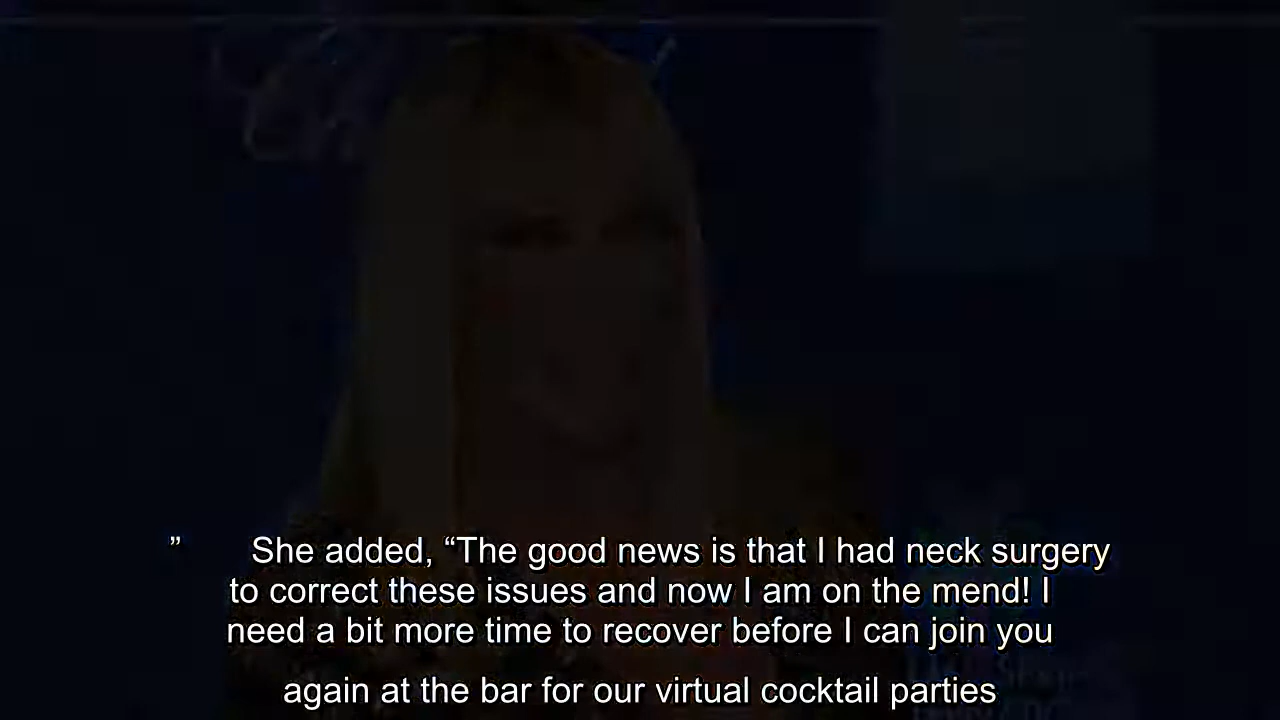 ”       She added, “The good news is that I had neck surgery
to correct these issues and now I am on the mend! I
need a bit more time to recover before I can join you
again at the bar for our virtual cocktail parties